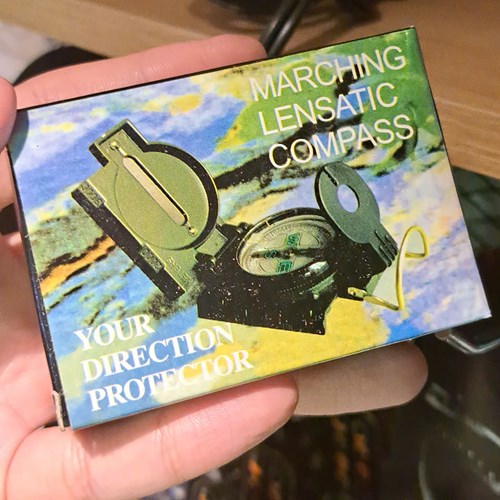 MARCHING
LENSATIC
COMPASS
YOUR
DIRECTION
PROTECTOR